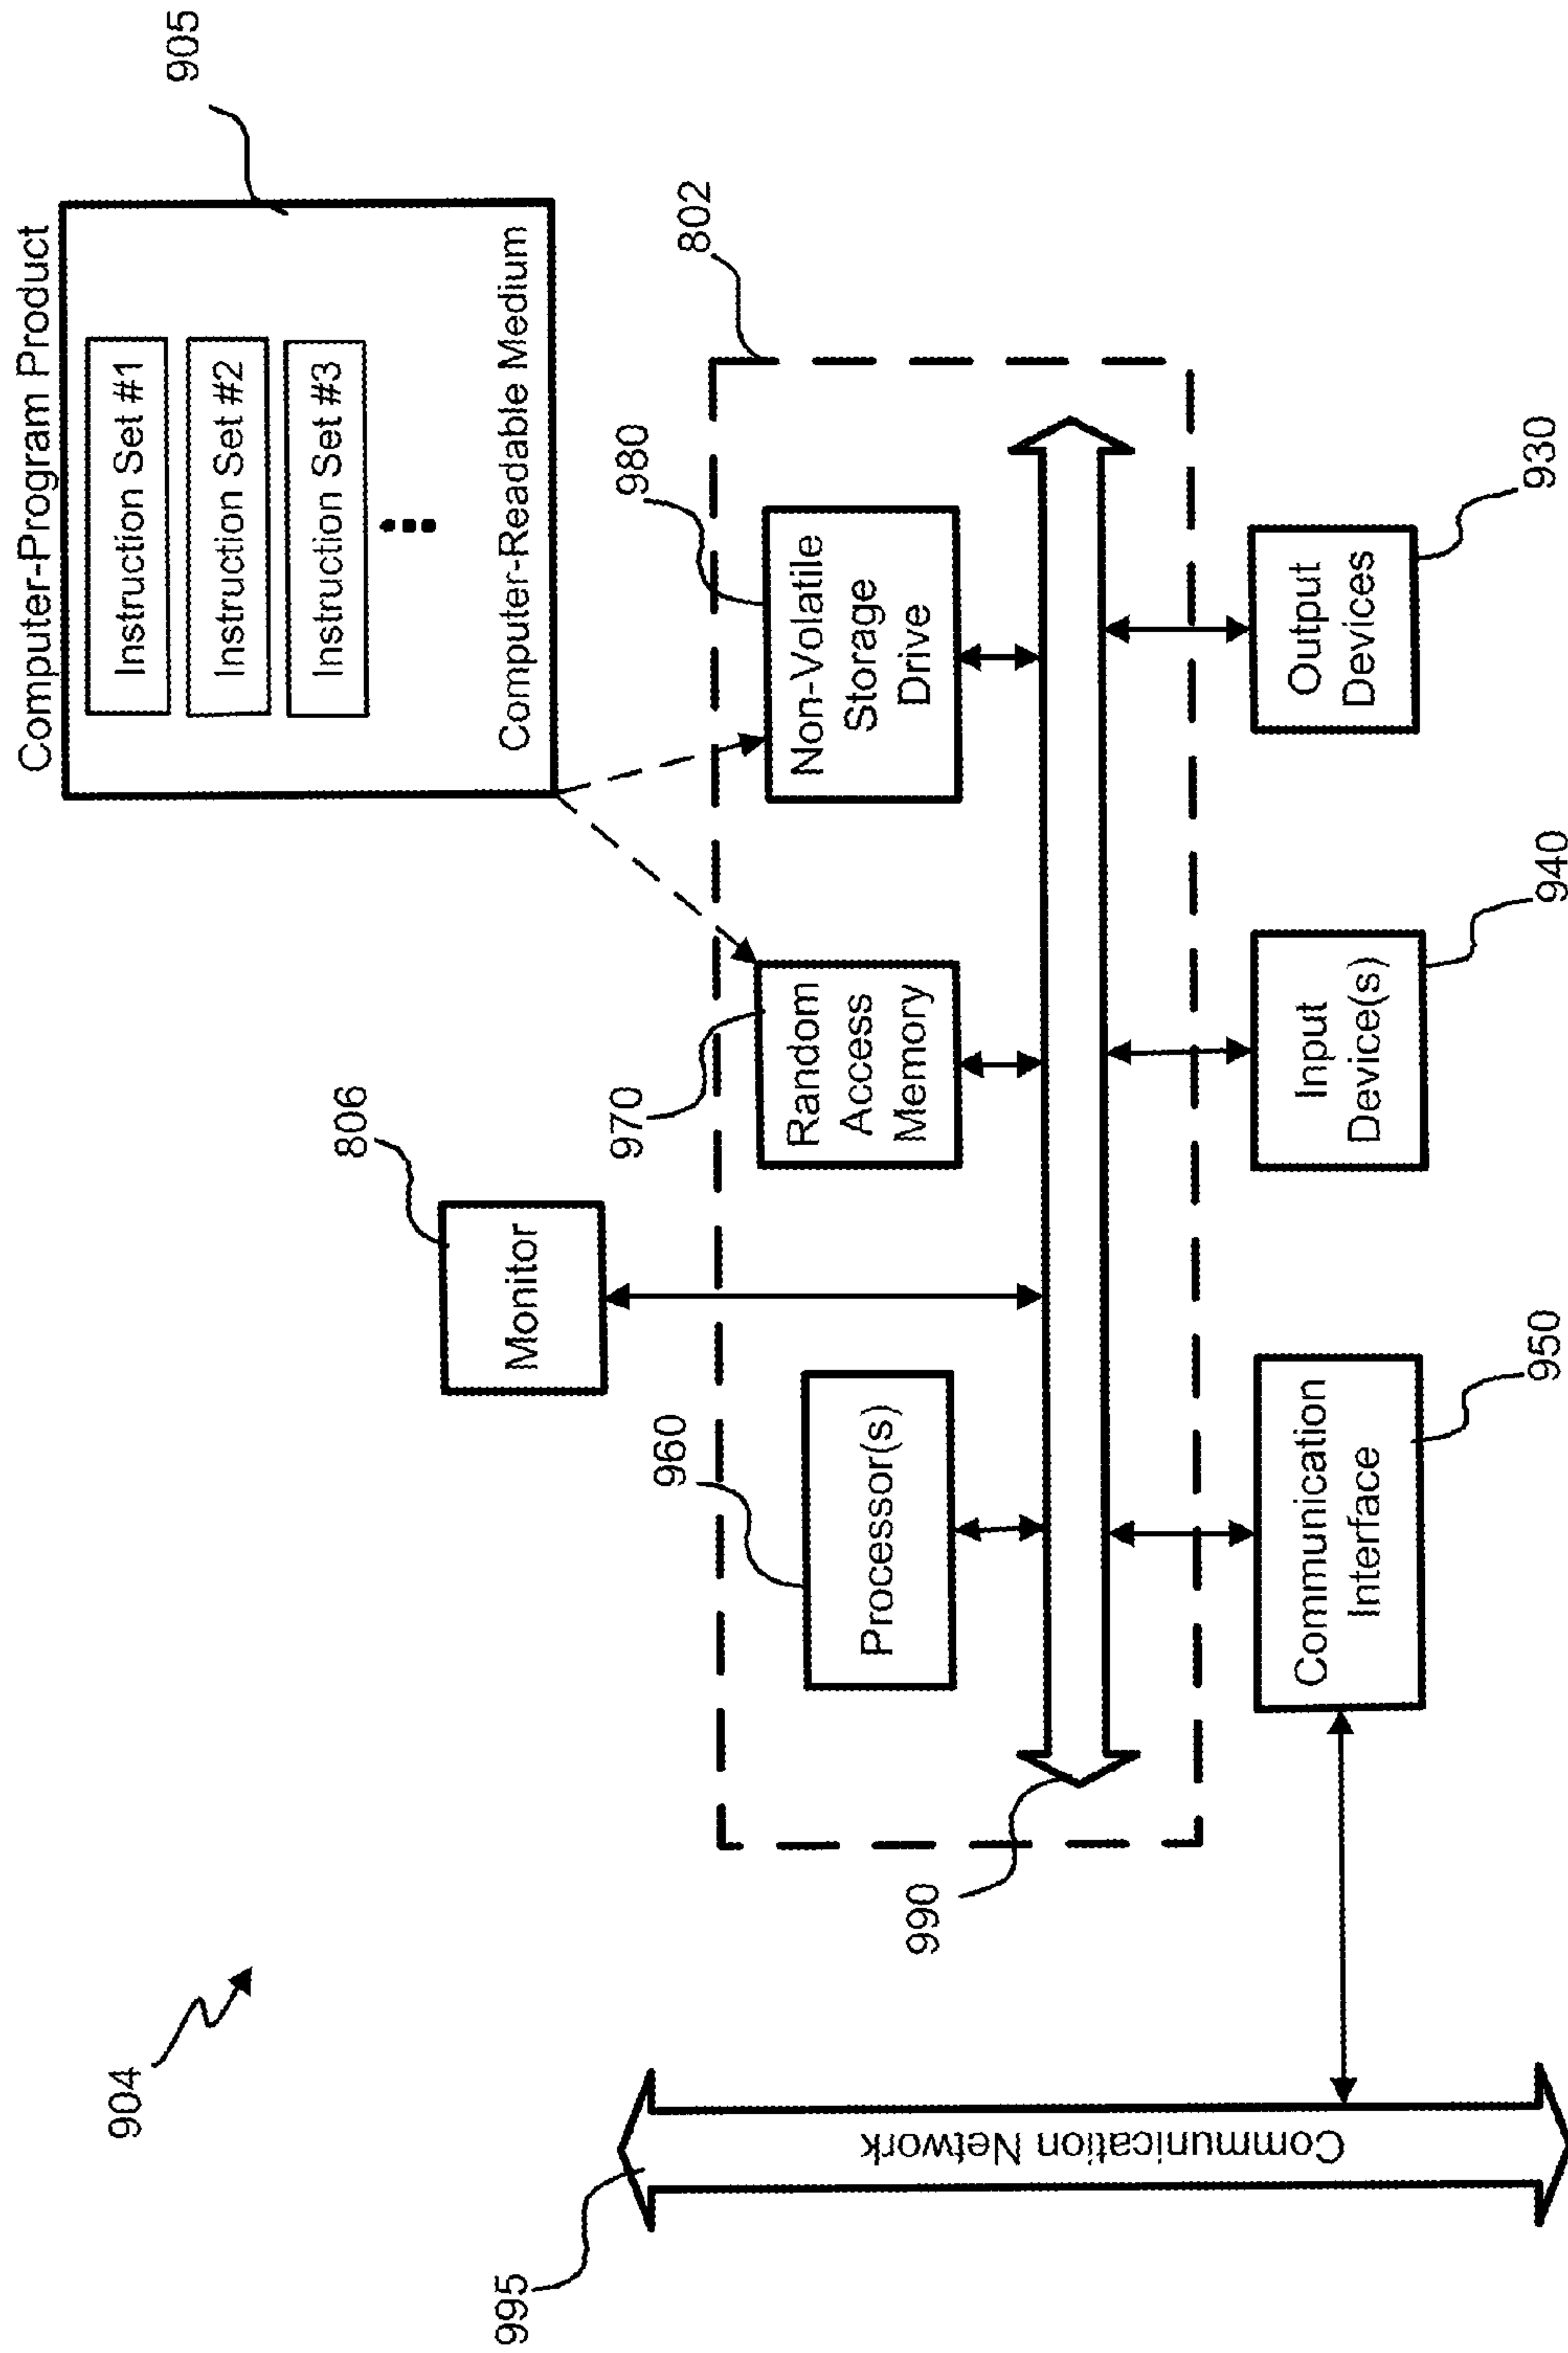 904
Computer-Program Product
905
Instruction Set #1
Instruction Set #2
Instruction Set #3
Computer-Readable Medium
806
Monitor
802
960
970
980
Processor(s)
Random
Access
Memory
Non-Volatile
Storage
Drive
990
995
Communication Network
Communication
Interface
Input
Device(s)
Output
Devices
950
940
930